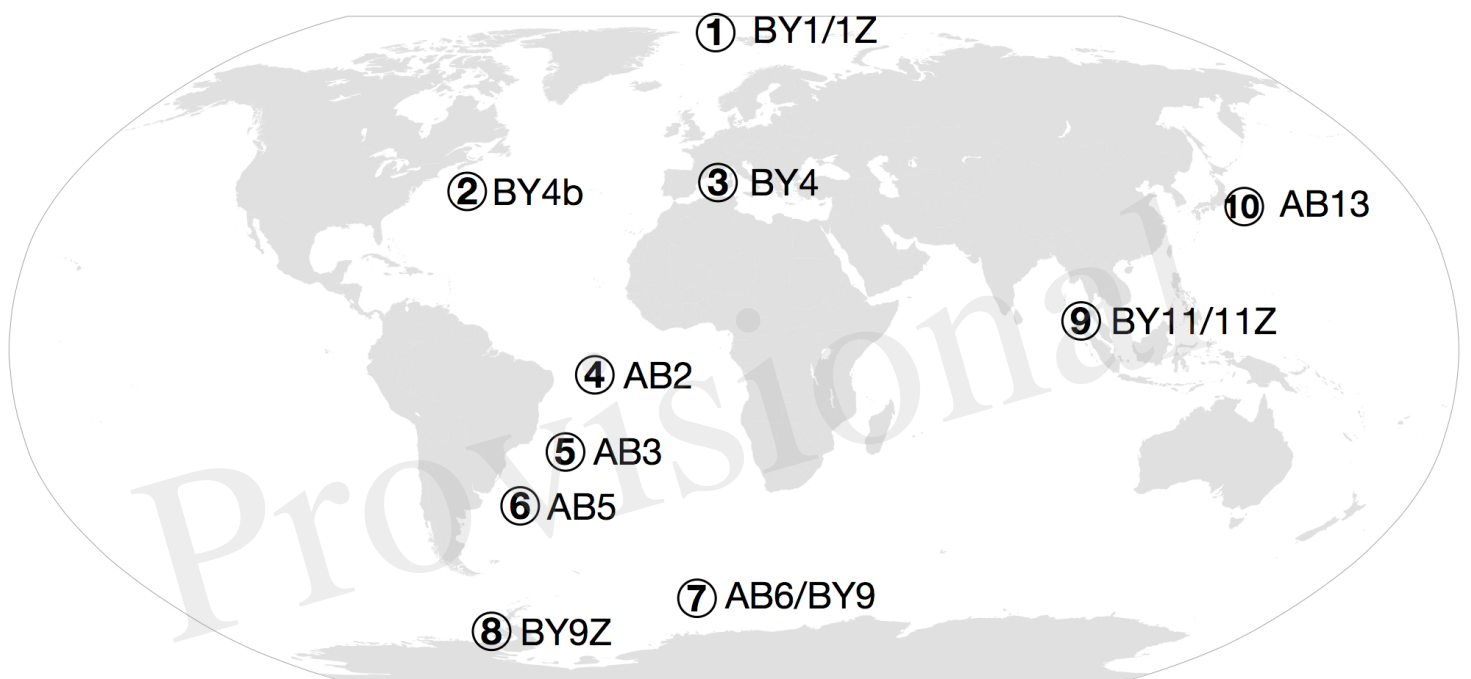 ① BY1/1Z
② BY4b
③ BY4
⑩ AB13
⑨ BY11/11Z
④ AB2
⑤ AB3
⑥ AB5
⑦ AB6/BY9
⑧ BY9Z
Provisional